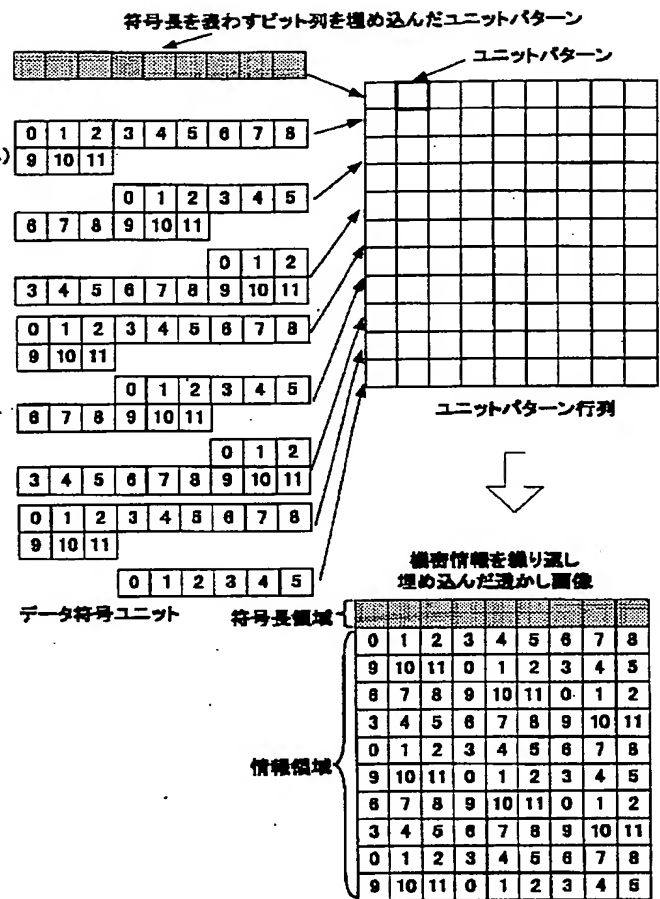 符号長を表わすビット列を埋め込んだユニットパターン
ユニットパターン
0 1 2 3 4 5 6 7 8
9 10 11
0 1 2 3 4 5
6 7 8 9 10 11
0 1 2
3 4 5 6 7 8 9 10 11
0 1 2 3 4 5 6 7 8
9 10 11
0 1 2 3 4 5
6 7 8 9 10 11
0 1 2
3 4 5 6 7 8 9 10 11
0 1 2 3 4 5 6 7 8
9 10 11
0 1 2 3 4 5
データ符号ユニット
ユニットパターン行列
機密情報を繰り返し
埋め込んだ透かし画像
符号長領域
情報領域
0 1 2 3 4 5 6 7 8
9 10 11 0 1 2 3 4 5
6 7 8 9 10 11 0 1 2
3 4 5 6 7 8 9 10 11
0 1 2 3 4 5 6 7 8
9 10 11 0 1 2 3 4 5
6 7 8 9 10 11 0 1 2
3 4 5 6 7 8 9 10 11
0 1 2 3 4 5 6 7 8
9 10 11 0 1 2 3 4 5